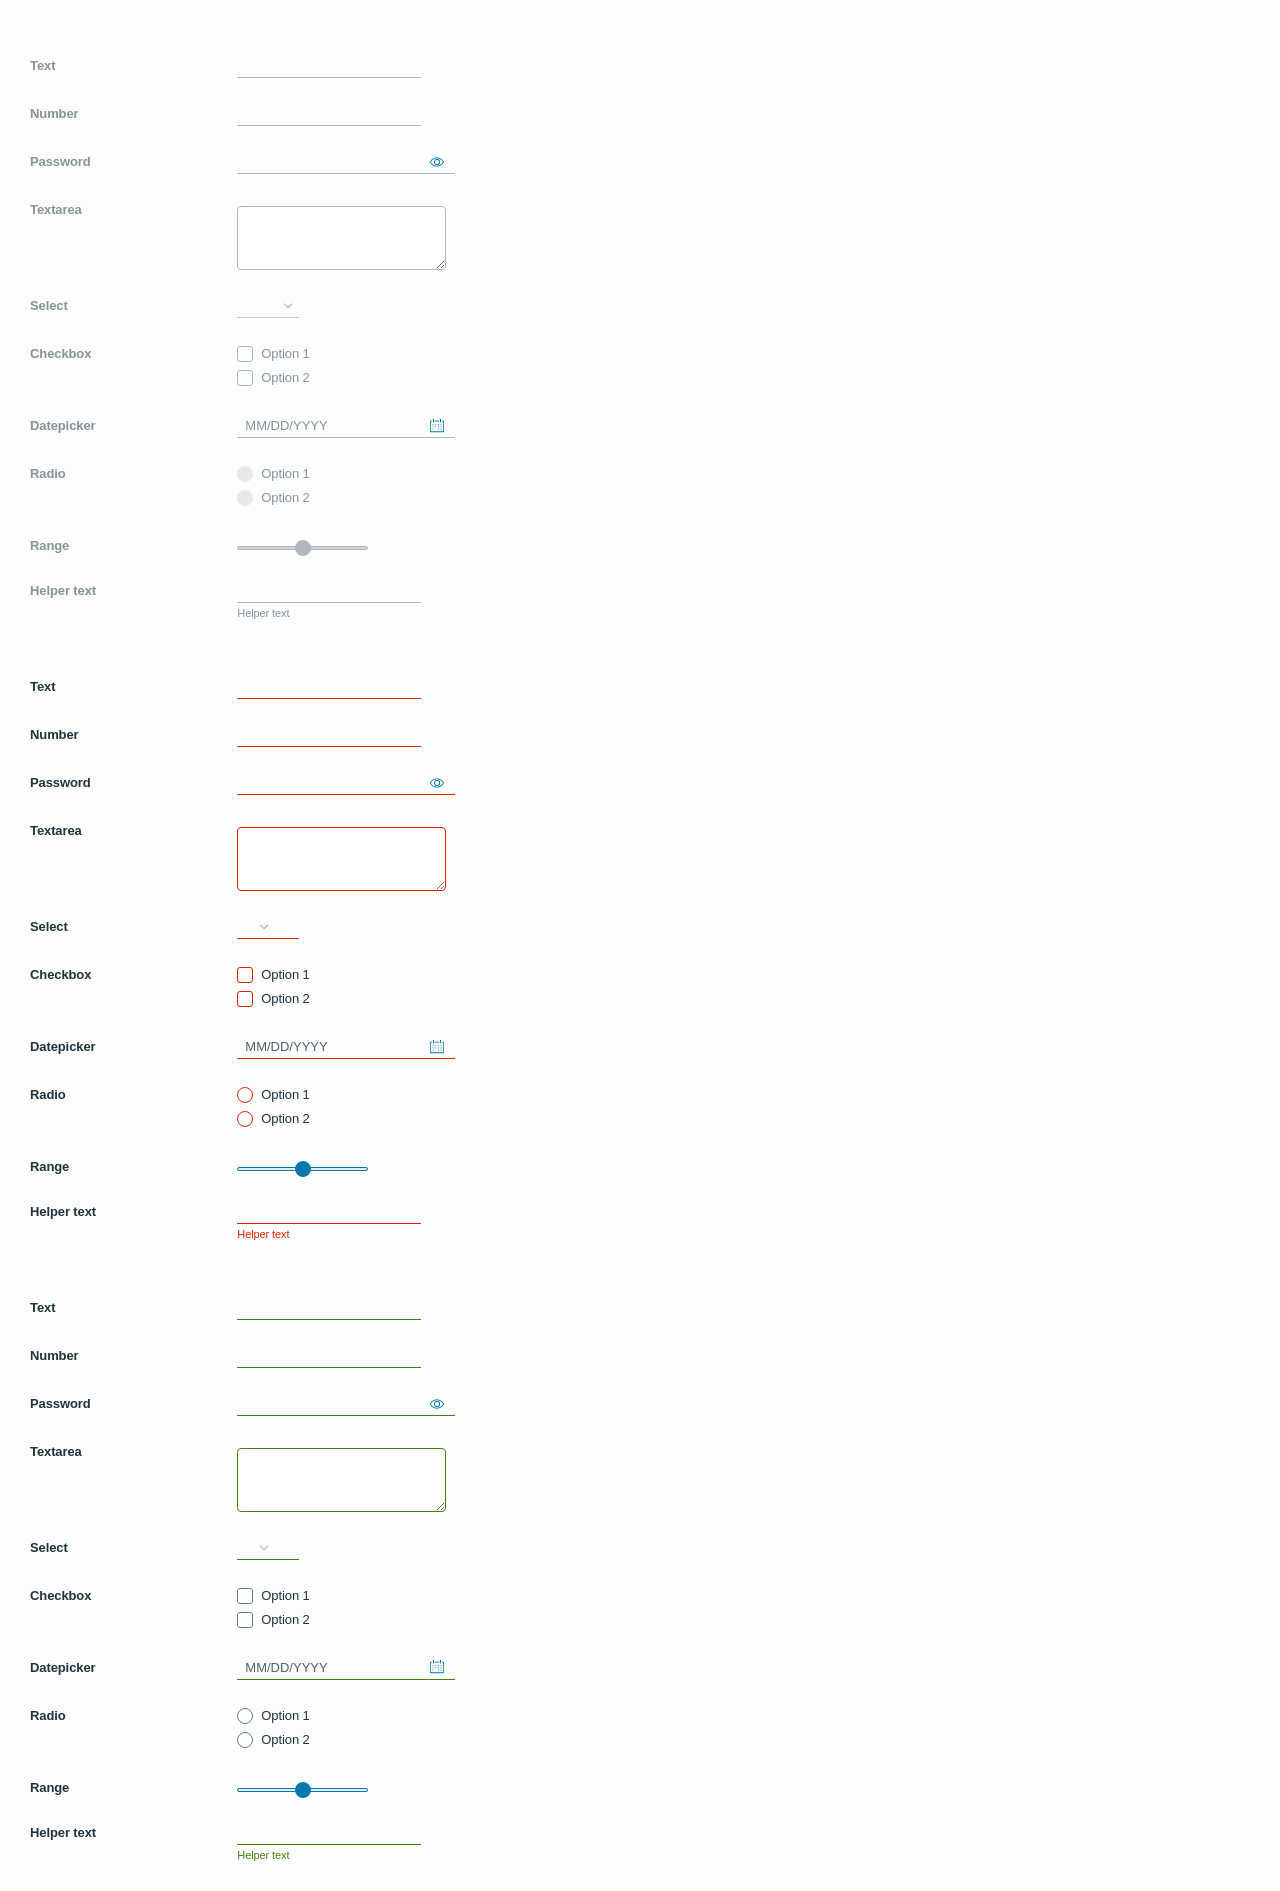 Text
Number
Password
Textarea
Select
Checkbox
Option 1
Option 2
Datepicker
MM/DD/YYYY
Radio
Option 1
Option 2
Range
Helper text
Helper text
Text
Number
Password
Textarea
Select
Checkbox
Option 1
Option 2
Datepicker
MM/DD/YYYY
Radio
Option 1
Option 2
Range
Helper text
Helper text
Text
Number
Password
Textarea
Select
Checkbox
Option 1
Option 2
Datepicker
MM/DD/YYYY
Radio
Option 1
Option 2
Range
Helper text
Helper text